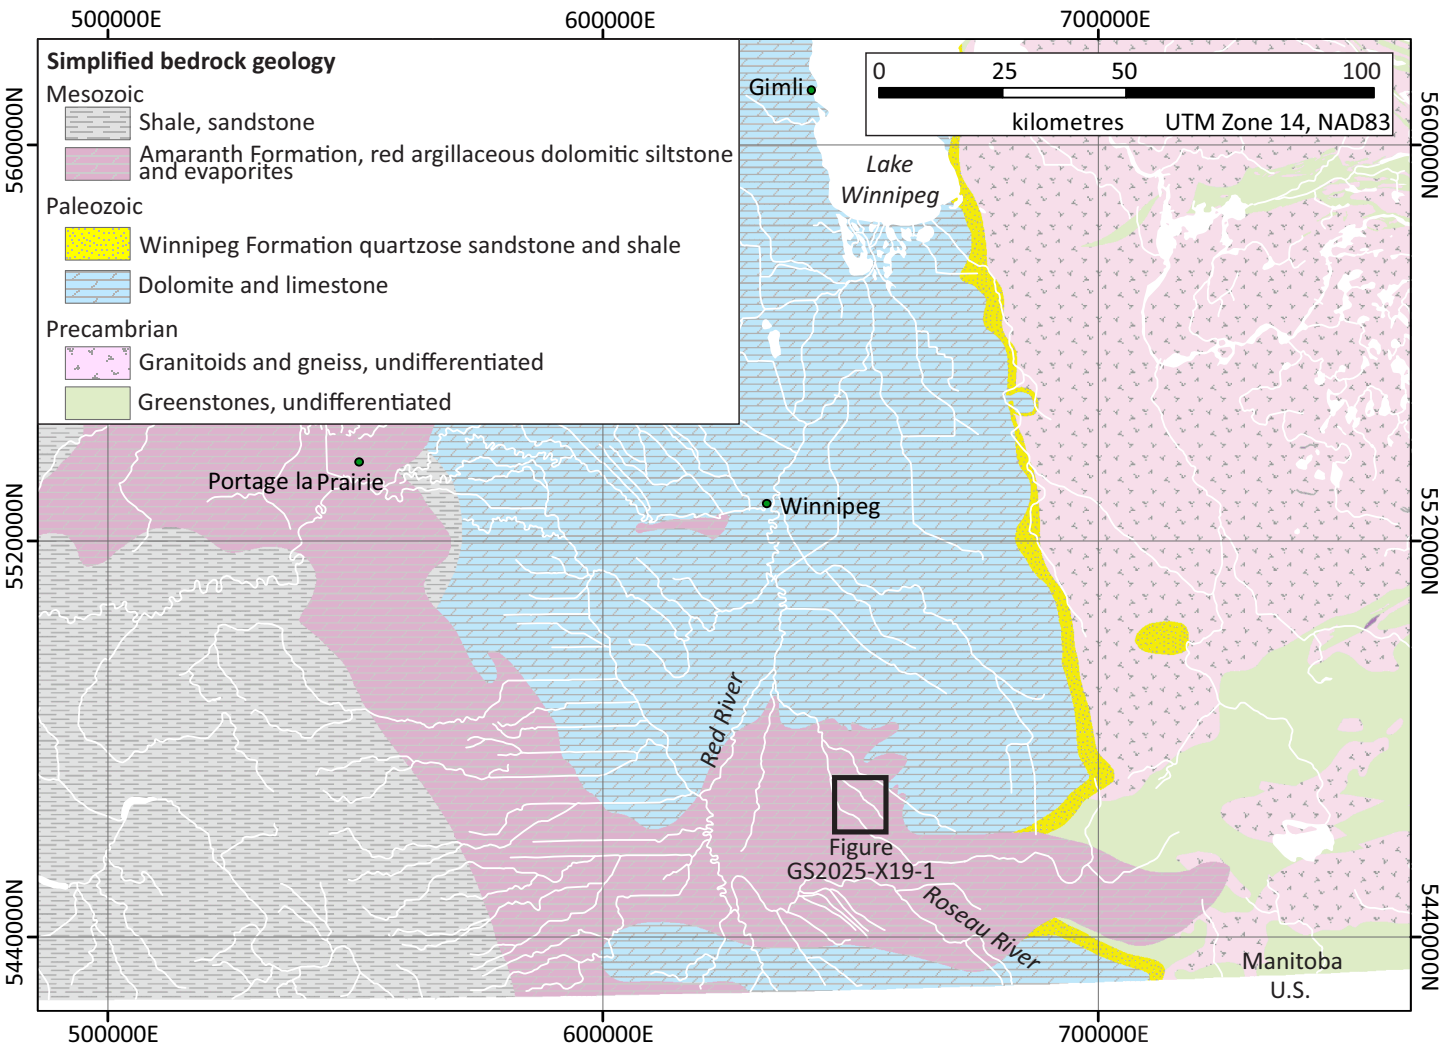 500000E
600000E
700000E
Simplified bedrock geology
Mesozoic
Shale, sandstone
Amaranth Formation, red argillaceous dolomitic siltstone
and evaporites
Paleozoic
Winnipeg Formation quartzose sandstone and shale
Dolomite and limestone
Precambrian
Granitoids and gneiss, undifferentiated
Greenstones, undifferentiated
0 25 50 100
kilometres UTM Zone 14, NAD83
Gimli
Lake
Winnipeg
5600000N
5600000N
Portage la Prairie
Winnipeg
5520000N
5520000N
Red River
Figure
GS2025-X19-1
Roseau River
5440000N
5440000N
Manitoba
U.S.
500000E
600000E
700000E